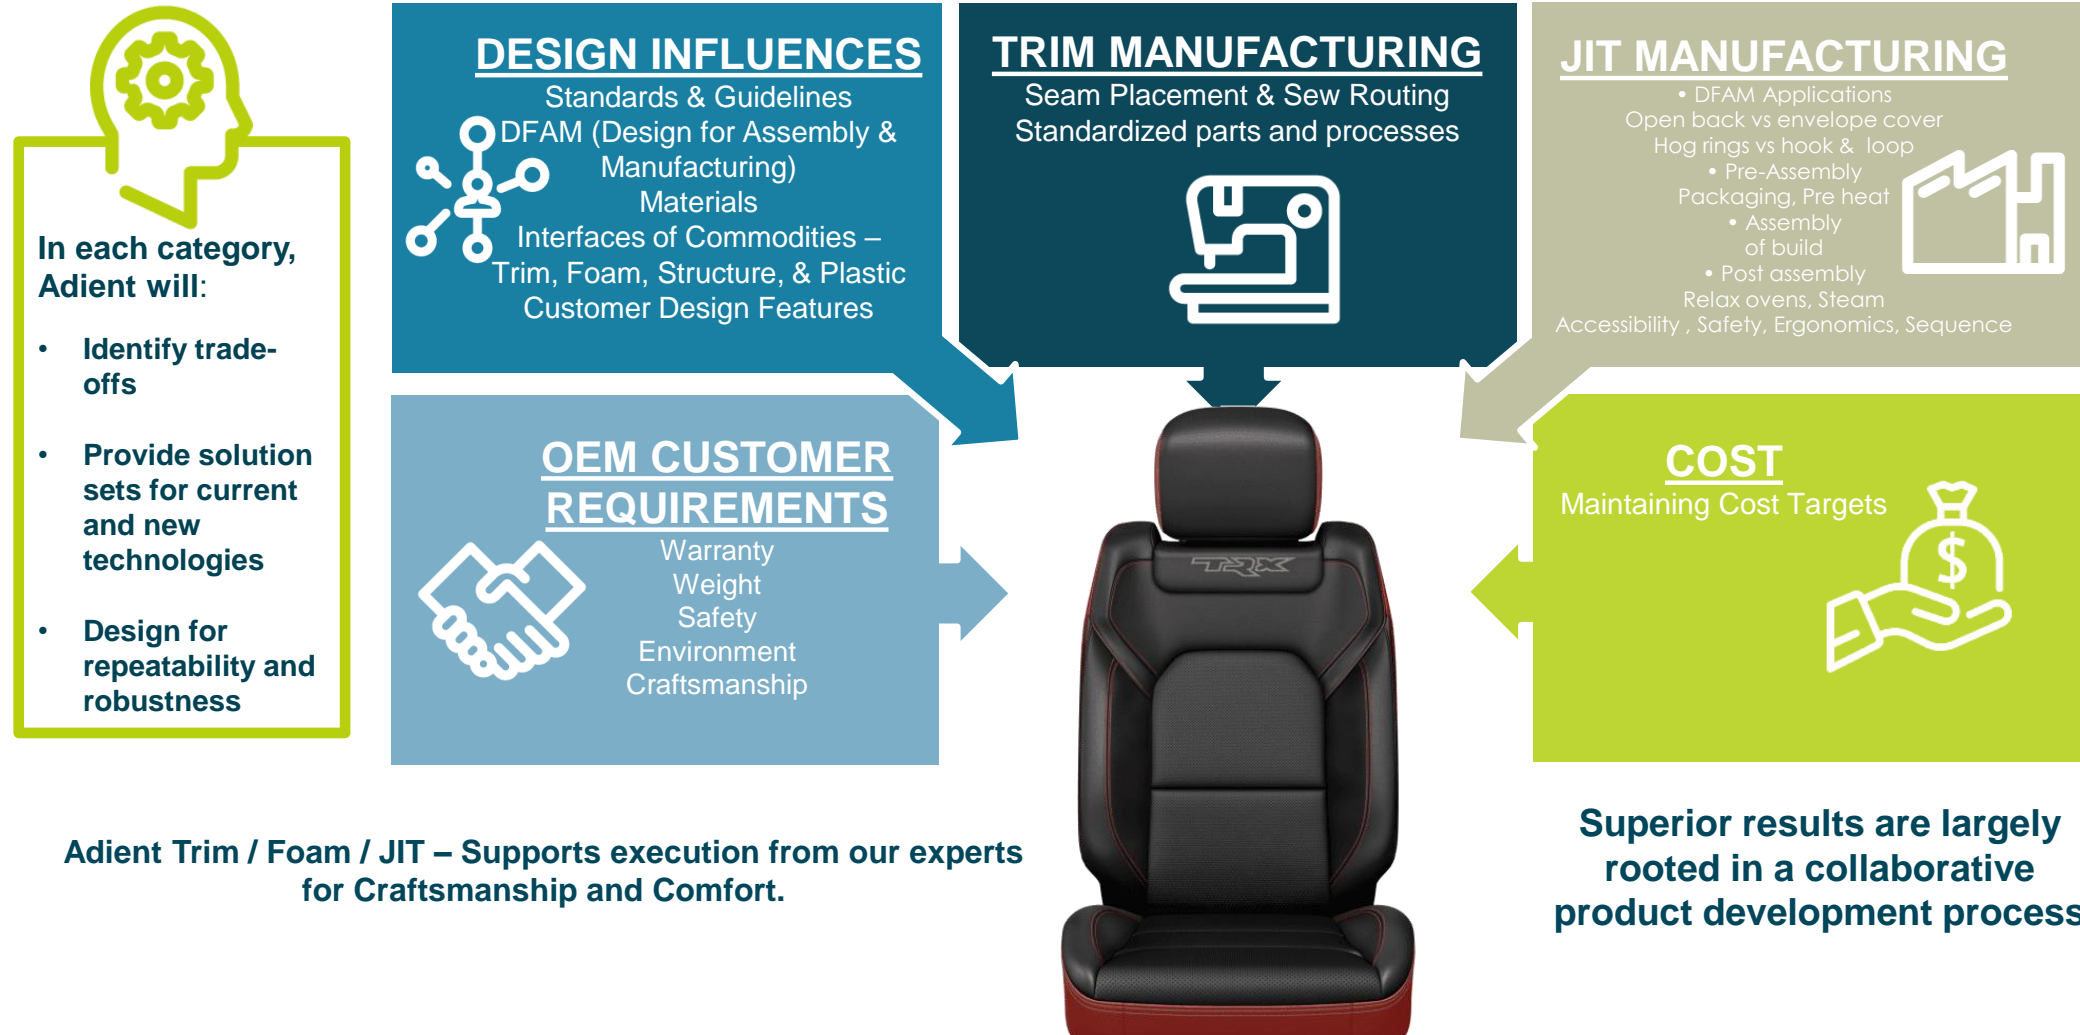 In each category,
Adient will:
• Identify trade-
offs
• Provide solution
sets for current
and new
technologies
• Design for
repeatability and
robustness
DESIGN INFLUENCES
Standards & Guidelines
DFAM (Design for Assembly &
Manufacturing)
Materials
Interfaces of Commodities –
Trim, Foam, Structure, & Plastic
Customer Design Features
TRIM MANUFACTURING
Seam Placement & Sew Routing
Standardized parts and processes
JIT MANUFACTURING
• DFAM Applications
Open back vs envelope cover
Hog rings vs hook & loop
• Pre-Assembly
Packaging, Pre heat
• Assembly
of build
• Post assembly
Relax ovens, Steam
Accessibility , Safety, Ergonomics, Sequence
OEM CUSTOMER
REQUIREMENTS
Warranty
Weight
Safety
Environment
Craftsmanship
TRX
COST
Maintaining Cost Targets
$
Adient Trim / Foam / JIT – Supports execution from our experts
for Craftsmanship and Comfort.
Superior results are largely
rooted in a collaborative
product development process